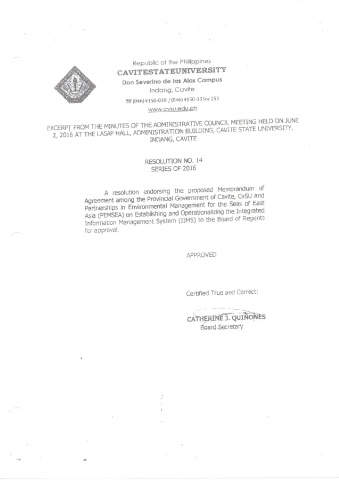 Republic of the Philippines
CAVITESTATEUNIVERSITY
Don Severino de las Alas Campus
Indang, Cavite
www.cvsu.edu.ph
EXCERPT FROM THE MINUTES OF THE ADMINISTRATIVE COUNCIL MEETING HELD ON JUNE
2, 2016 AT THE LASAP HALL, ADMINISTRATION BUILDING, CAVITE STATE UNIVERSITY,
INDANG, CAVITE
RESOLUTION NO. 14
SERIES OF 2016
A resolution endorsing the proposed Memorandum of
Agreement among the Provincial Government of Cavite, CvSU and
Partnerships in Environmental Management for the Seas of East
Asia (PEMSEA) on Establishing and Operationalizing the Integrated
Information Management System (IIMS) to the Board of Regents
for approval.
APPROVED
Certified True and Correct:
CATHERINE J. QUIÑONES
Board Secretary